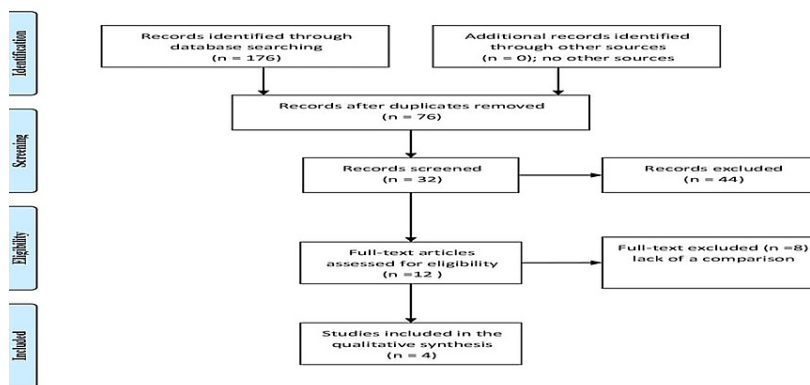 Identification
Records identified through
database searching
(n = 176)
Additional records identified
through other sources
(n = 0); no other sources
Records after duplicates removed
(n = 76)
Screening
Records screened
(n = 32)
Records excluded
(n = 44)
Eligibility
Full-text articles
assessed for eligibility
(n =12 )
Full-text excluded (n =8)
lack of a comparison
Included
Studies included in the
qualitative synthesis
(n = 4)